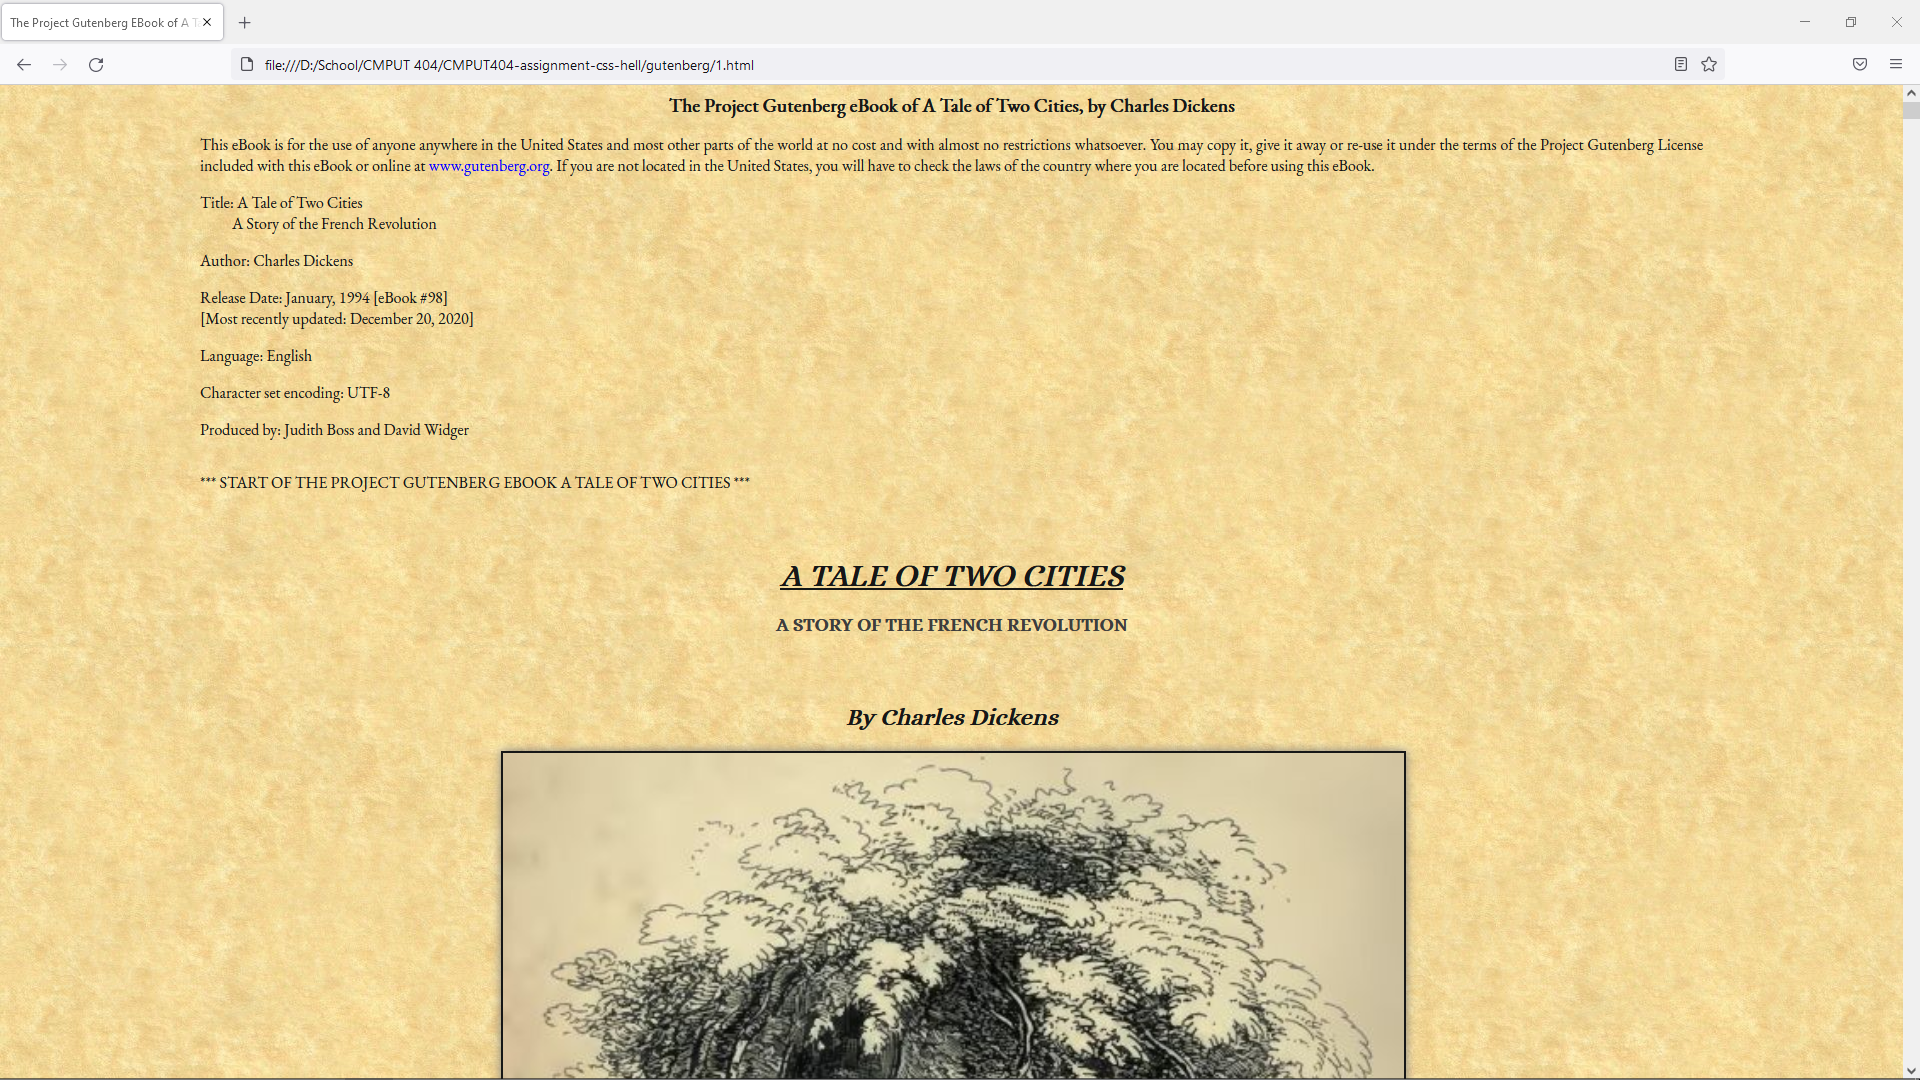 The Project Gutenberg EBook of A T
file:///D:/School/CMPUT 404/CMPUT404-assignment-css-hell/gutenberg/1.html
The Project Gutenberg eBook of A Tale of Two Cities, by Charles Dickens
This eBook is for the use of anyone anywhere in the United States and most other parts of the world at no cost and with almost no restrictions whatsoever. You may copy it, give it away or re-use it under the terms of the Project Gutenberg License
included with this eBook or online at www.gutenberg.org. If you are not located in the United States, you will have to check the laws of the country where you are located before using this eBook.
Title: A Tale of Two Cities
A Story of the French Revolution
Author: Charles Dickens
Release Date: January, 1994 [eBook #98]
[Most recently updated: December 20, 2020]
Language: English
Character set encoding: UTF-8
Produced by: Judith Boss and David Widger
*** START OF THE PROJECT GUTENBERG EBOOK A TALE OF TWO CITIES ***
A TALE OF TWO CITIES
A STORY OF THE FRENCH REVOLUTION
By Charles Dickens